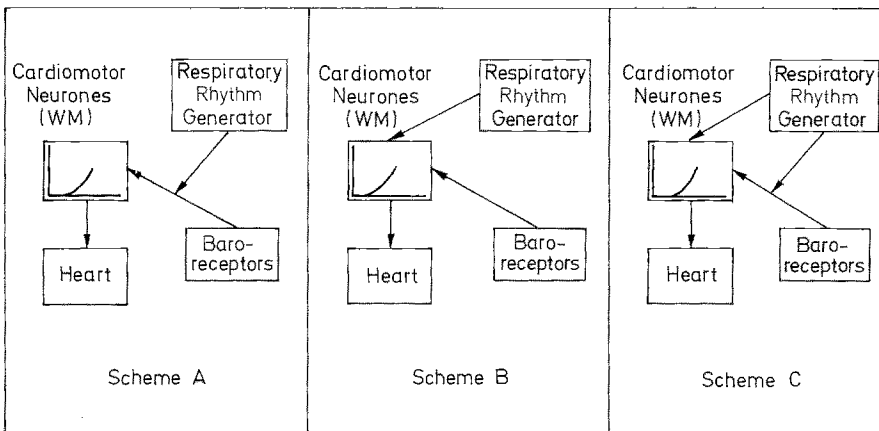 Cardiomotor
Neurones
(WM)
Respiratory
Rhythm
Generator
Baro-
receptors
Heart
Scheme A
Cardiomotor
Neurones
(WM)
Respiratory
Rhythm
Generator
Baro-
receptors
Heart
Scheme B
Cardiomotor
Neurones
(WM)
Respiratory
Rhythm
Generator
Baro-
receptors
Heart
Scheme C